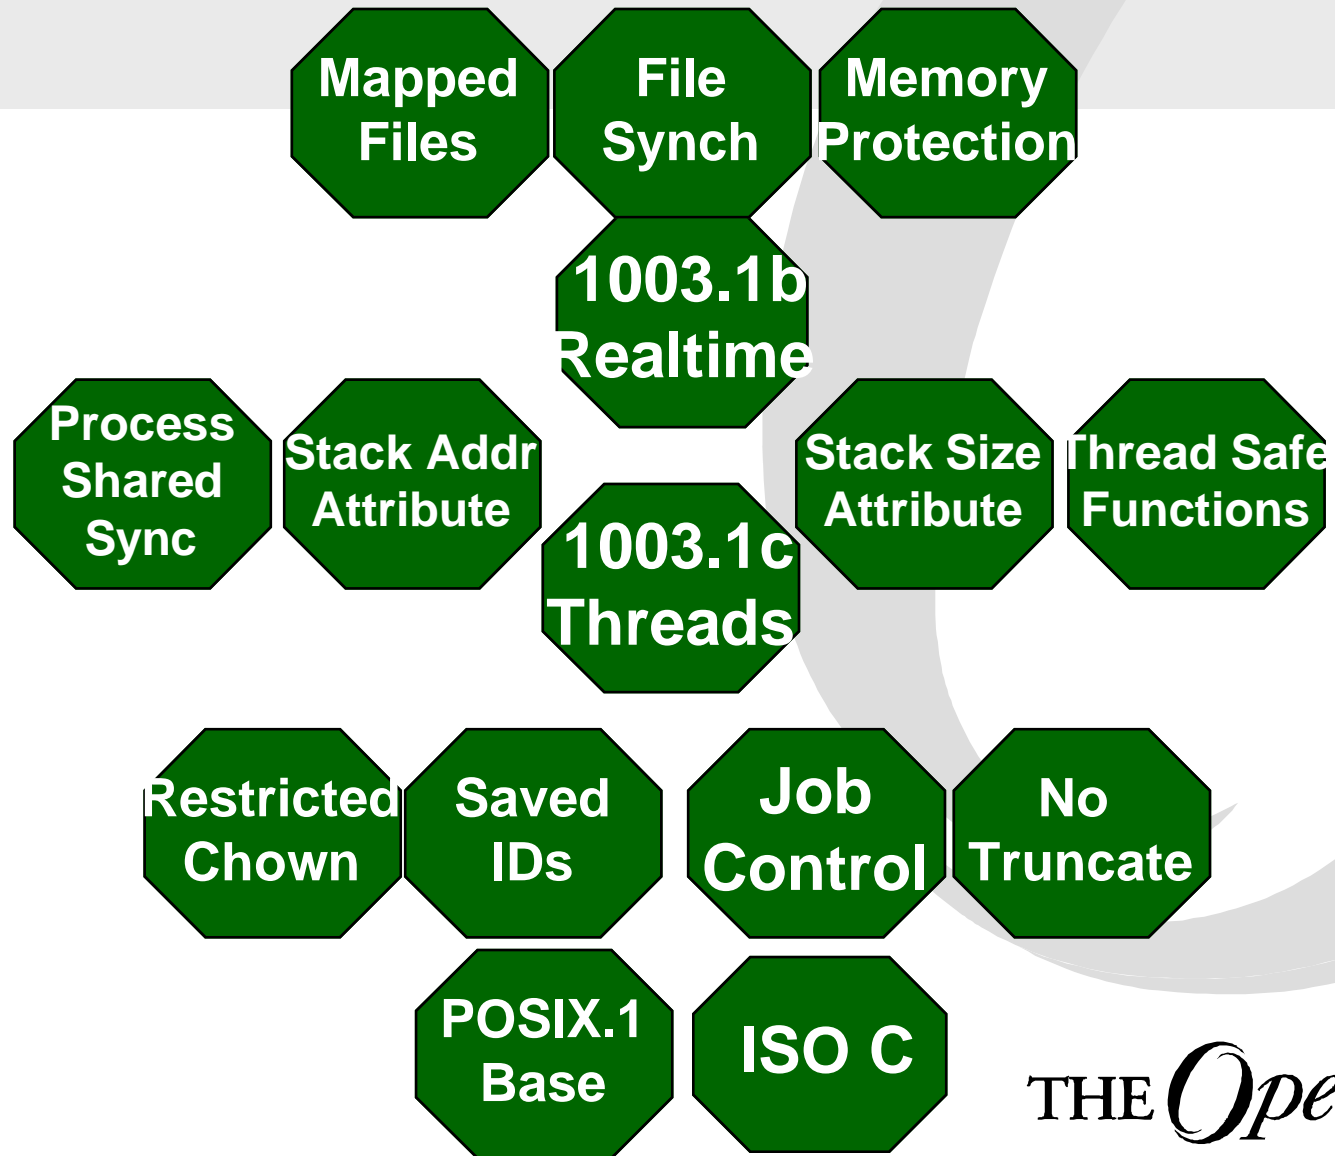 Mapped
Files
File
Synch
Memory
Protection
1003.1b
Realtime
Process
Shared
Sync
Stack Addr
Attribute
Stack Size
Attribute
Thread Safe
Functions
1003.1c
Threads
Restricted
Chown
Saved
IDs
Job
Control
No
Truncate
POSIX.1
Base
ISO C
THE Ope